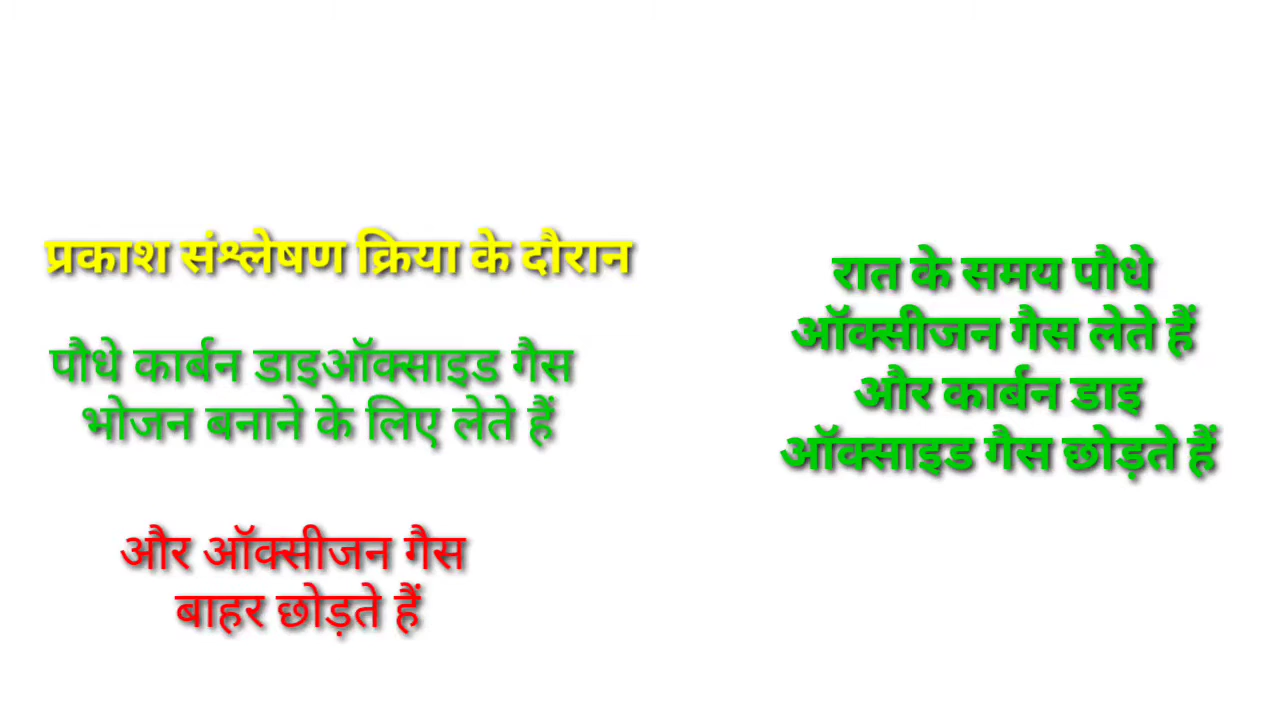 प्रकाश संश्लेषण क्रिया के दौरान
पौधे कार्बन डाइऑक्साइड गैस
भोजन बनाने के लिए लेते हैं
और ऑक्सीजन गैस
बाहर छोड़ते हैं
रात के समय पौधे
ऑक्सीजन गैस लेते हैं
और कार्बन डाइ
ऑक्साइड गैस छोड़ते हैं